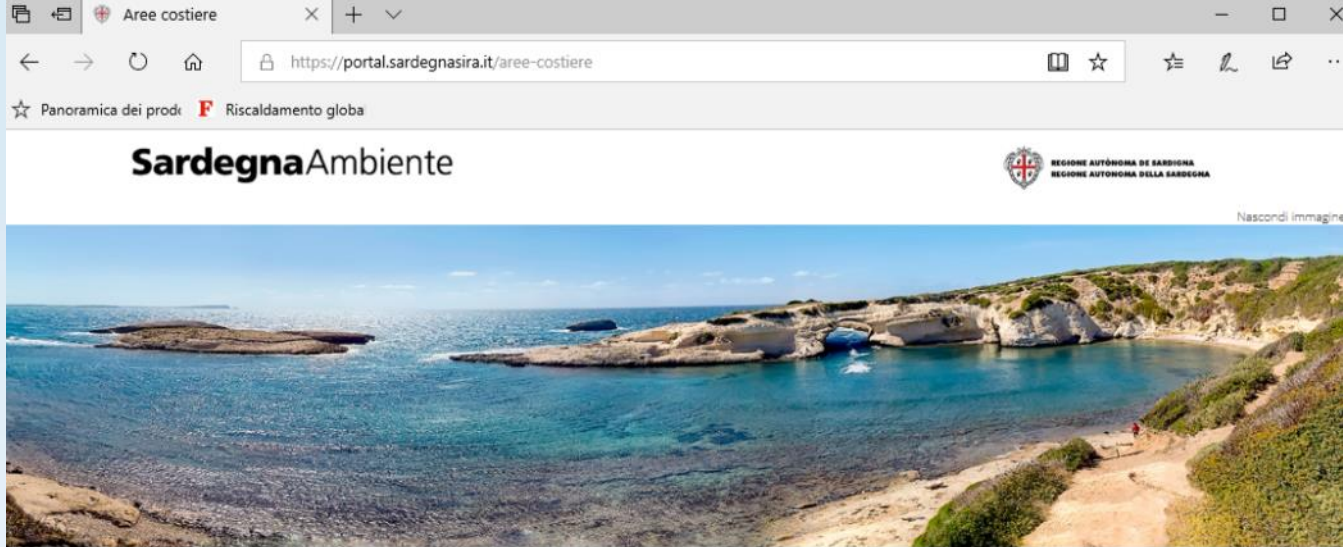 Aree costiere
https://portal.sardegnasira.it/aree-costiere
Panoramica dei prode
F Riscaldamento globa
SardegnaAmbiente
REGIONE AUTÒNOMA DE SARDIGNA
REGIONE AUTONOMA DELLA SARDEGNA
Nascondi immagine